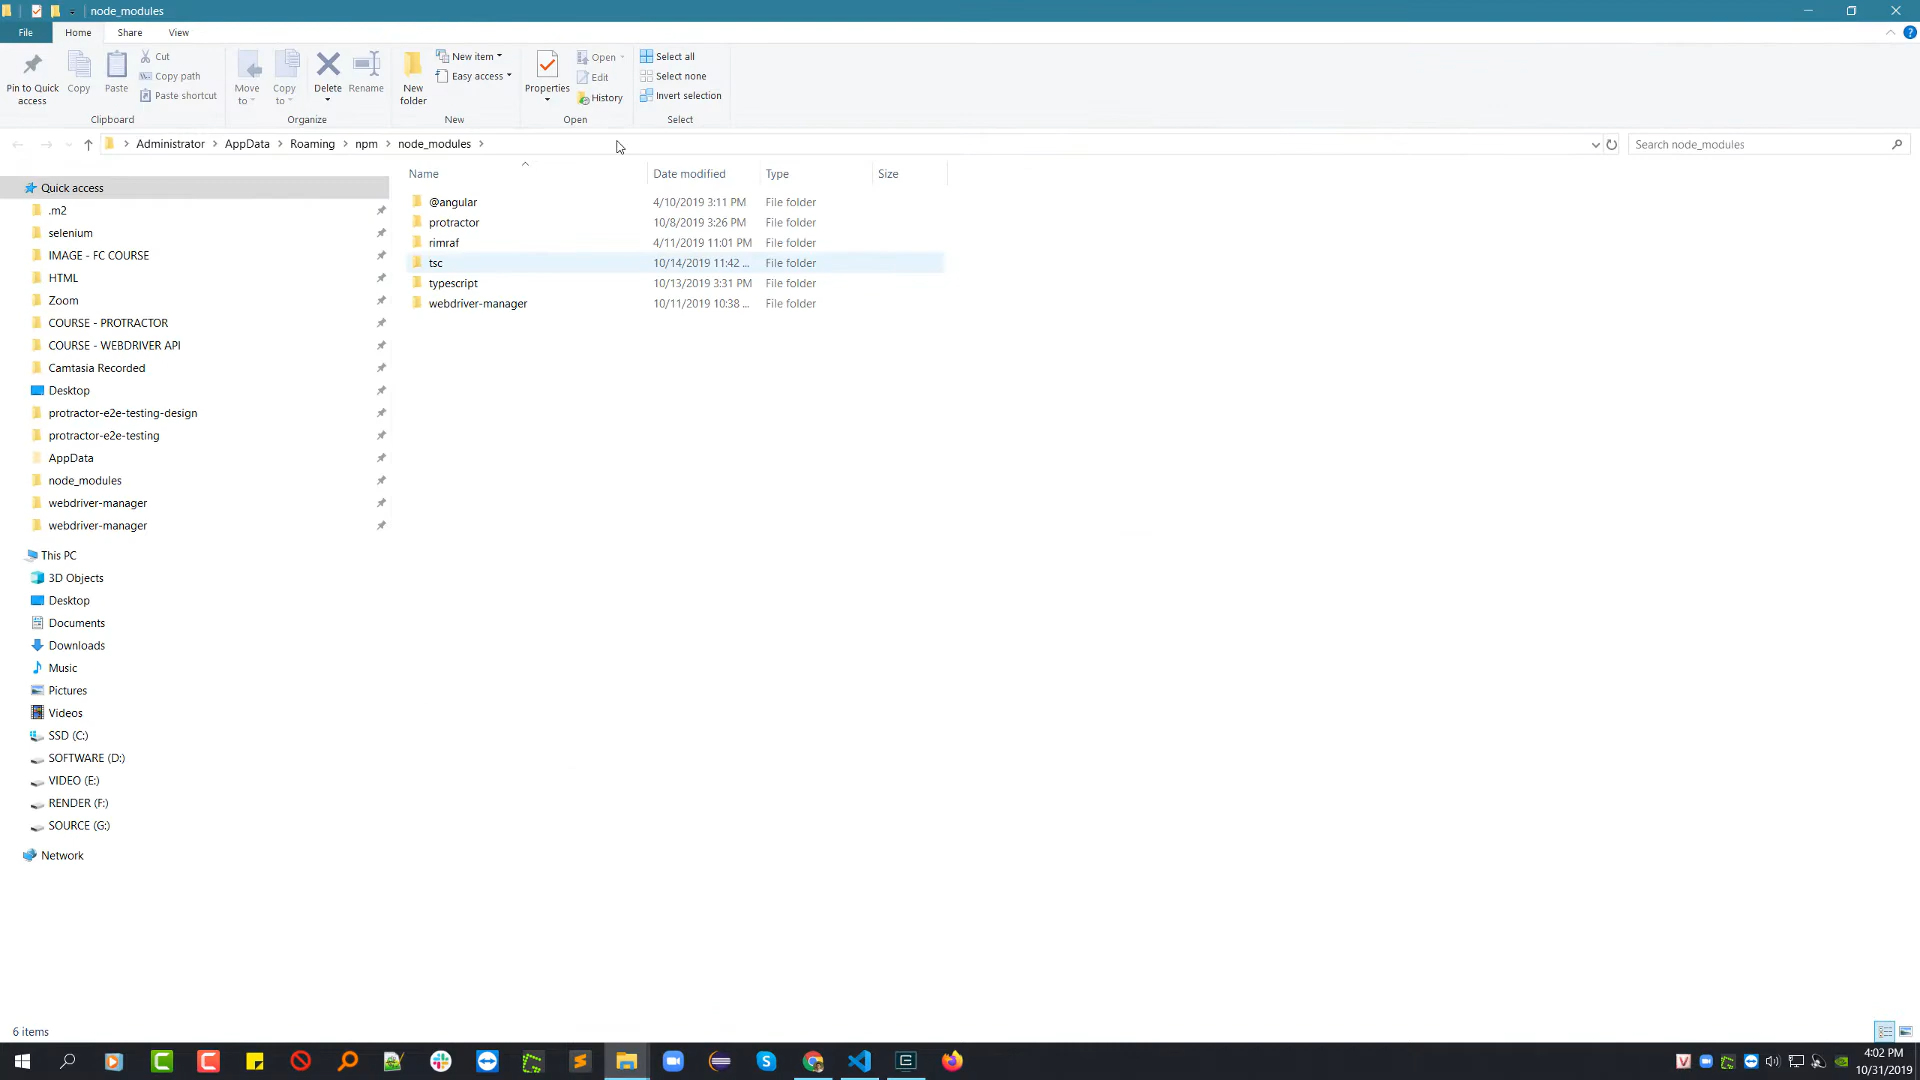 node_modules
File Home Share View
Pin to Quick access
Copy
Paste
Cut
Copy path
Paste shortcut
Clipboard
Move to
Copy to
Delete
Rename
Organize
New folder
New item
Easy access
New
Properties
Open
Edit
History
Open
Select all
Select none
Invert selection
Select
Administrator AppData Roaming npm node_modules
Search node_modules
Name Date modified Type Size
@angular 4/10/2019 3:11 PM File folder
protractor 10/8/2019 3:26 PM File folder
rimraf 4/11/2019 11:01 PM File folder
tsc 10/14/2019 11:42 ... File folder
typescript 10/13/2019 3:31 PM File folder
webdriver-manager 10/11/2019 10:38 ... File folder
Quick access
.m2
selenium
IMAGE - FC COURSE
HTML
Zoom
COURSE - PROTRACTOR
COURSE - WEBDRIVER API
Camtasia Recorded
Desktop
protractor-e2e-testing-design
protractor-e2e-testing
AppData
node_modules
webdriver-manager
webdriver-manager
This PC
3D Objects
Desktop
Documents
Downloads
Music
Pictures
Videos
SSD (C:)
SOFTWARE (D:)
VIDEO (E:)
RENDER (F:)
SOURCE (G:)
Network
6 items
4:02 PM
10/31/2019